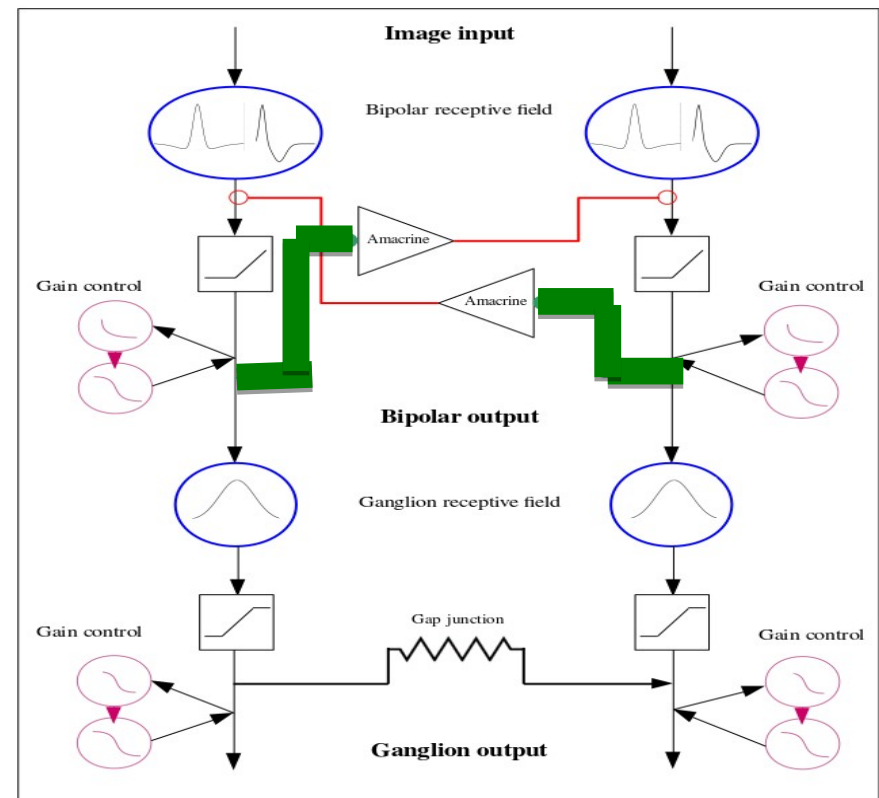 Image input
Bipolar receptive field
Amacrine
Gain control
Gain control
Amacrine
Bipolar output
Ganglion receptive field
Gap junction
Gain control
Gain control
Ganglion output